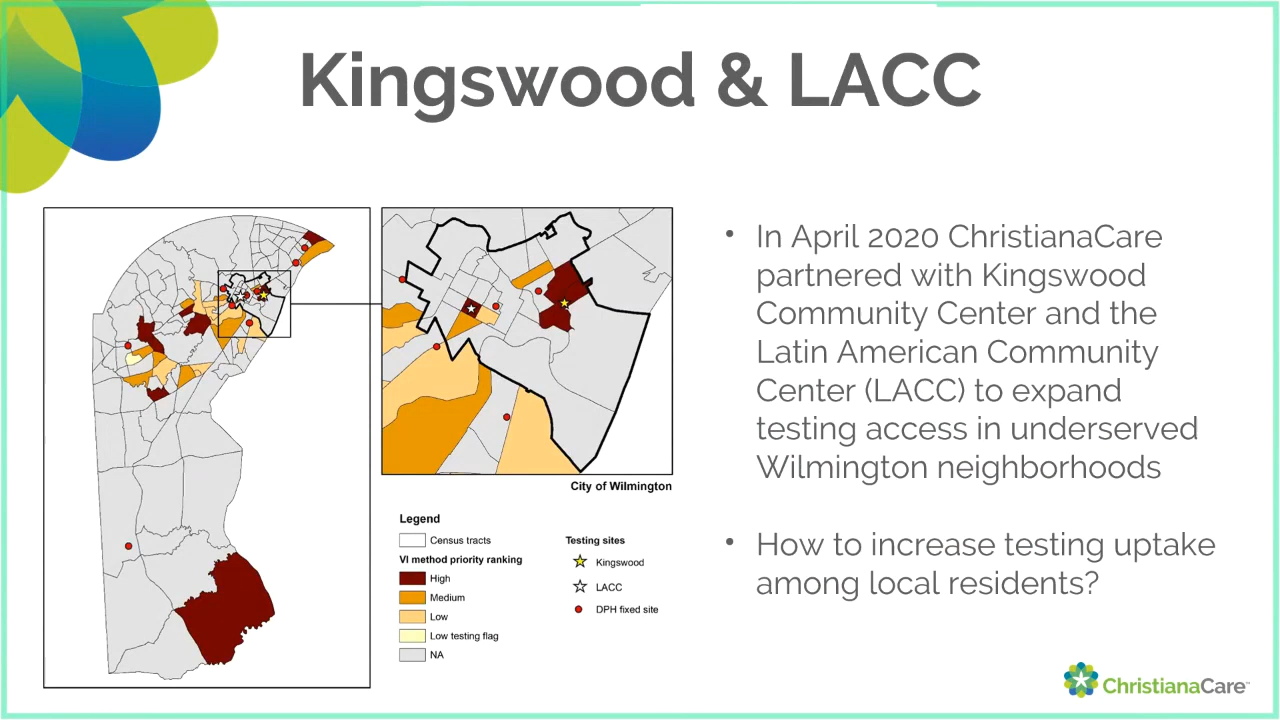 Kingswood & LACC
City of Wilmington
Legend
Census tracts
VI method priority ranking
High
Medium
Low
Low testing flag
NA
Testing sites
Kingswood
LACC
DPH fixed site
• In April 2020 ChristianaCare
partnered with Kingswood
Community Center and the
Latin American Community
Center (LACC) to expand
testing access in underserved
Wilmington neighborhoods
• How to increase testing uptake
among local residents?
ChristianaCare™